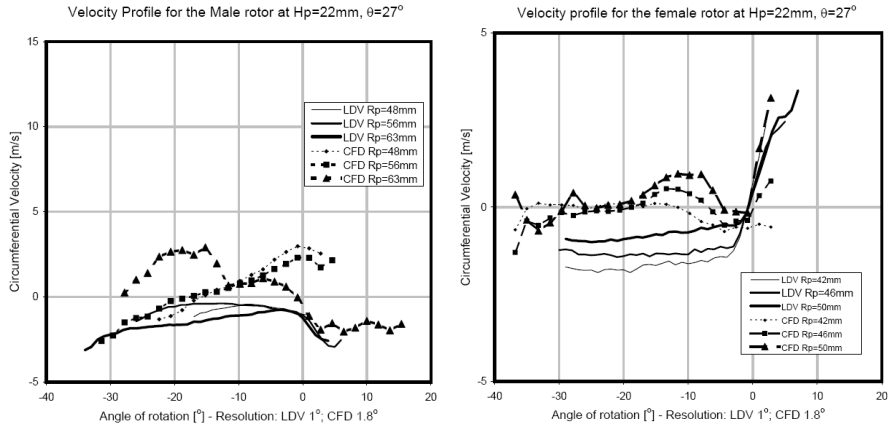 Velocity Profile for the Male rotor at Hp=22mm, θ=27°
15
10
5
0
-5
Circumferential Velocity [m/s]
LDV Rp=48mm
LDV Rp=56mm
LDV Rp=63mm
CFD Rp=48mm
CFD Rp=56mm
CFD Rp=63mm
-40 -30 -20 -10 0 10 20
Angle of rotation [°] - Resolution: LDV 1°; CFD 1.8°
Velocity profile for the female rotor at Hp=22mm, θ=27°
5
0
-5
Circumferential Velocity [m/s]
LDV Rp=42mm
LDV Rp=46mm
LDV Rp=50mm
CFD Rp=42mm
CFD Rp=46mm
CFD Rp=50mm
-40 -30 -20 -10 0 10 20
Angle of rotation [°] - Resolution: LDV 1°; CFD 1.8°